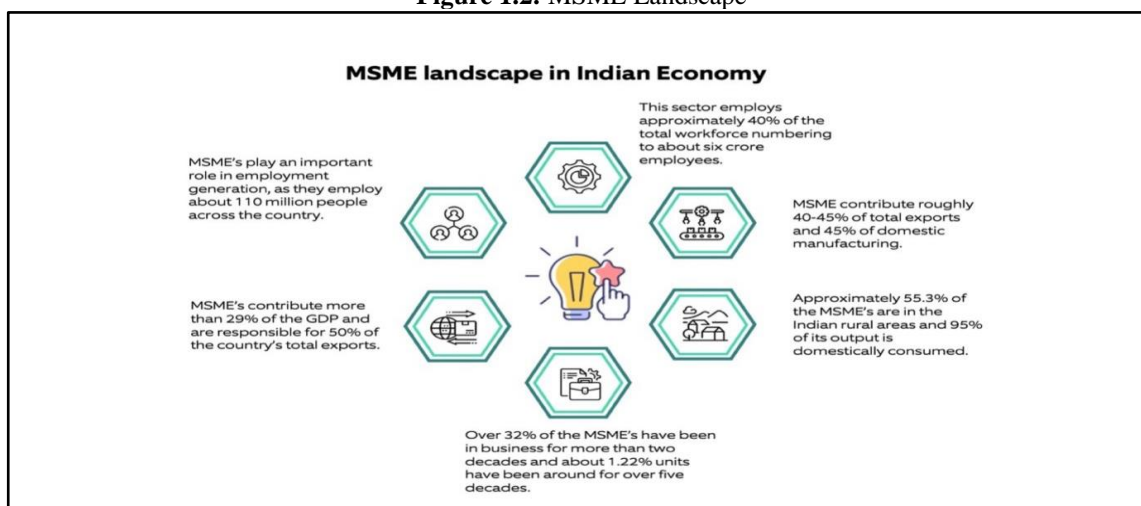 Figure 1.2: MSME Landscape
MSME landscape in Indian Economy
This sector employs
approximately 40% of the
total workforce numbering
to about six crore
employees.
MSME's play an important
role in employment
generation, as they employ
about 110 million people
across the country.
MSME contribute roughly
40-45% of total exports
and 45% of domestic
manufacturing.
MSME's contribute more
than 29% of the GDP and
are responsible for 50% of
the country's total exports.
Approximately 55.3% of
the MSME's are in the
Indian rural areas and 95%
of its output is
domestically consumed.
Over 32% of the MSME's have been
in business for more than two
decades and about 1.22% units
have been around for over five
decades.